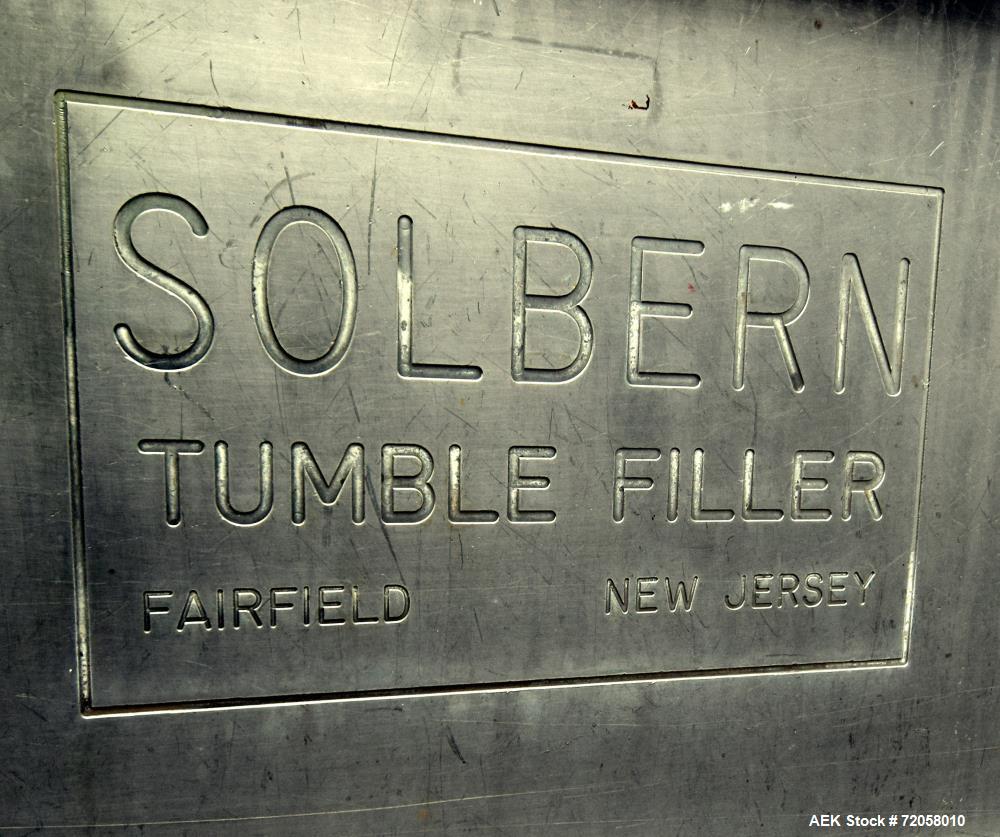 SOLBERN
TUMBLE FILLER
FAIRFIELD NEW JERSEY
AEK Stock # 72058010